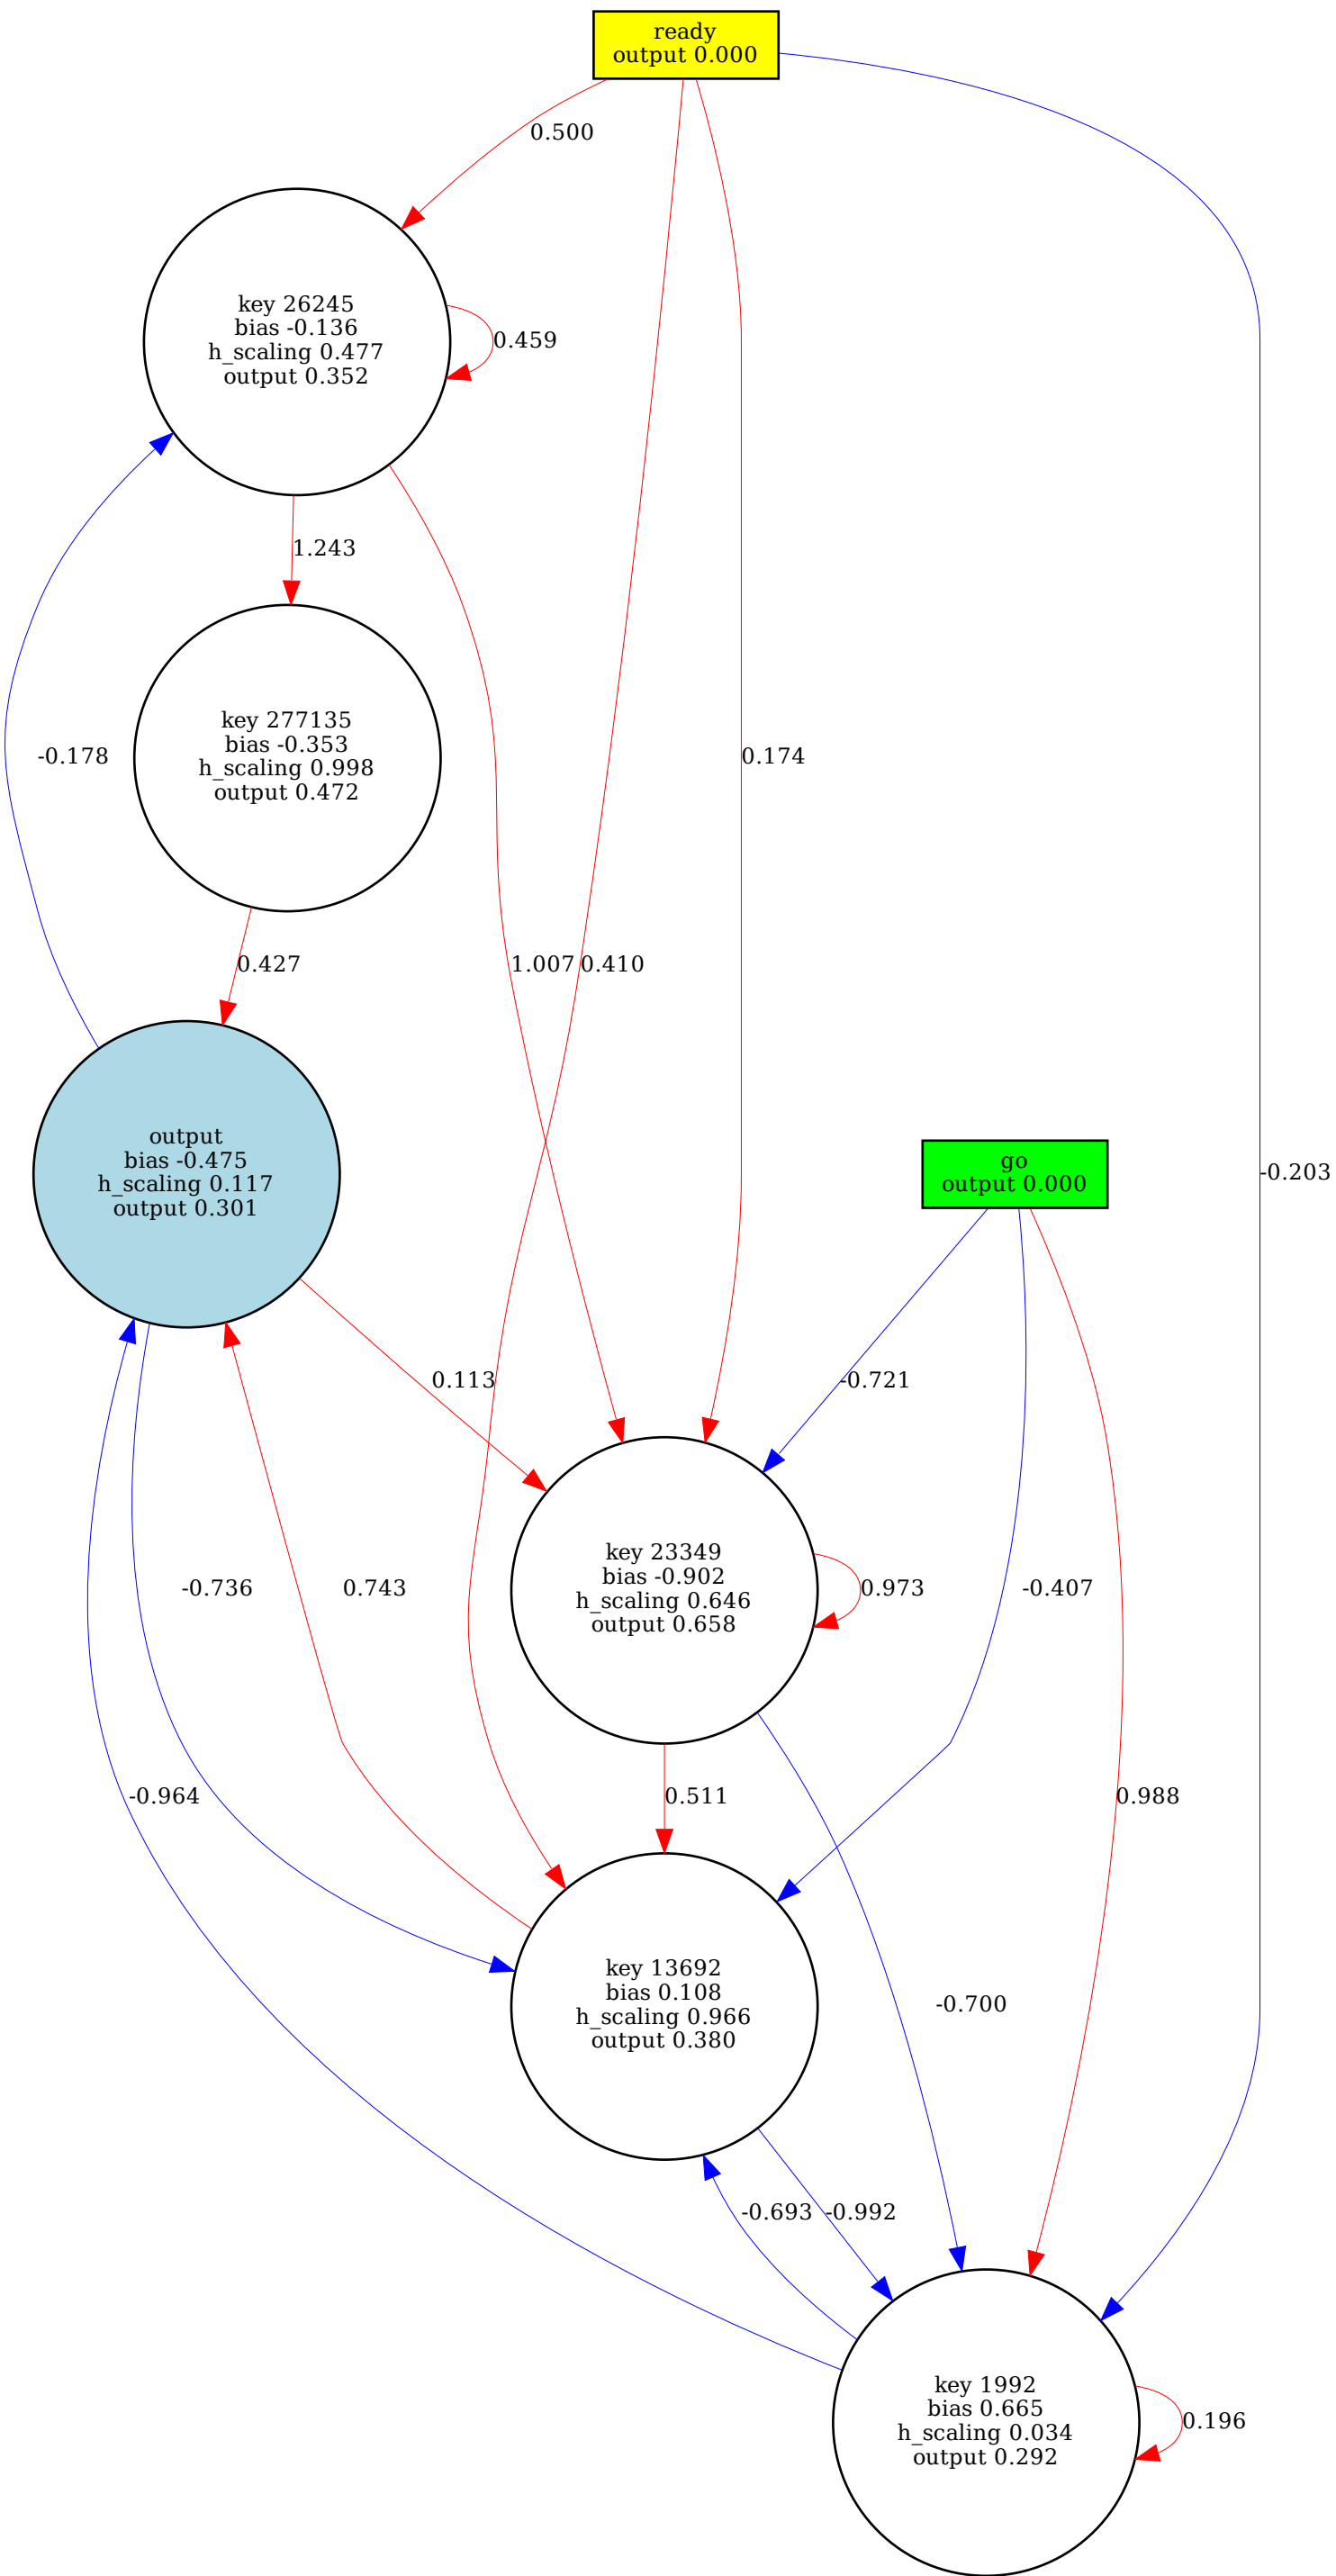 ready
output 0.000
0.500
key 26245
bias -0.136
h_scaling 0.477
output 0.352
0.459
1.243
key 277135
bias -0.353
h_scaling 0.998
output 0.472
-0.178
0.174
0.427
1.007
0.410
output
bias -0.475
h_scaling 0.117
output 0.301
go
output 0.000
-0.203
0.113
-0.721
key 23349
bias -0.902
h_scaling 0.646
output 0.658
-0.736
0.743
0.973
-0.407
-0.964
0.511
0.988
key 13692
bias 0.108
h_scaling 0.966
output 0.380
-0.700
-0.693
-0.992
key 1992
bias 0.665
h_scaling 0.034
output 0.292
0.196